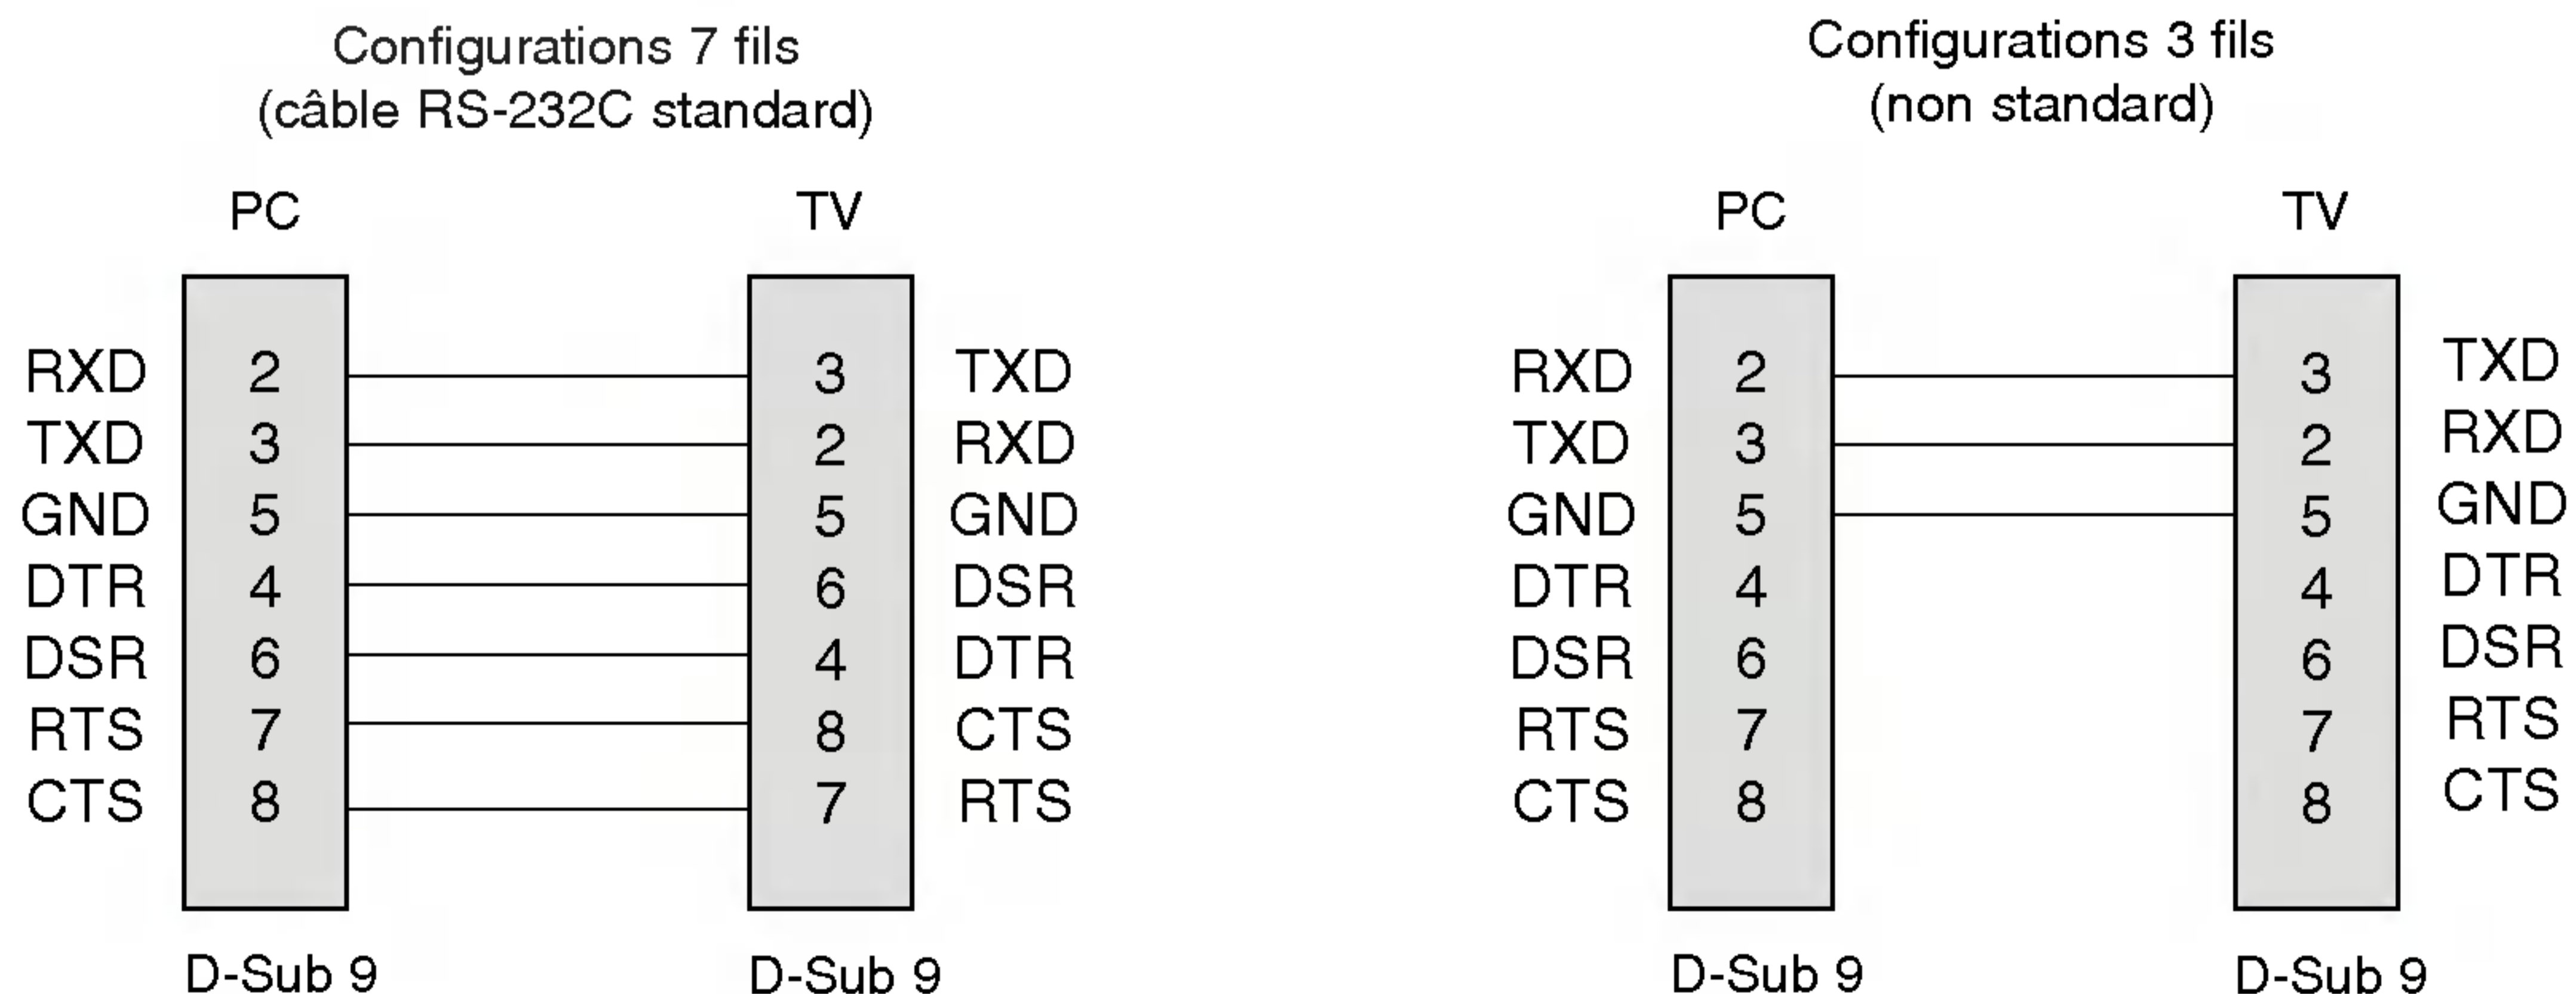 Configurations 7 fils
(câble RS-232C standard)
PC TV
RXD 2 3 TXD
TXD 3 2 RXD
GND 5 5 GND
DTR 4 6 DSR
DSR 6 4 DTR
RTS 7 8 CTS
CTS 8 7 RTS
D-Sub 9 D-Sub 9
Configurations 3 fils
(non standard)
PC TV
RXD 2 3 TXD
TXD 3 2 RXD
GND 5 5 GND
DTR 4 4 DTR
DSR 6 6 DSR
RTS 7 7 RTS
CTS 8 8 CTS
D-Sub 9 D-Sub 9